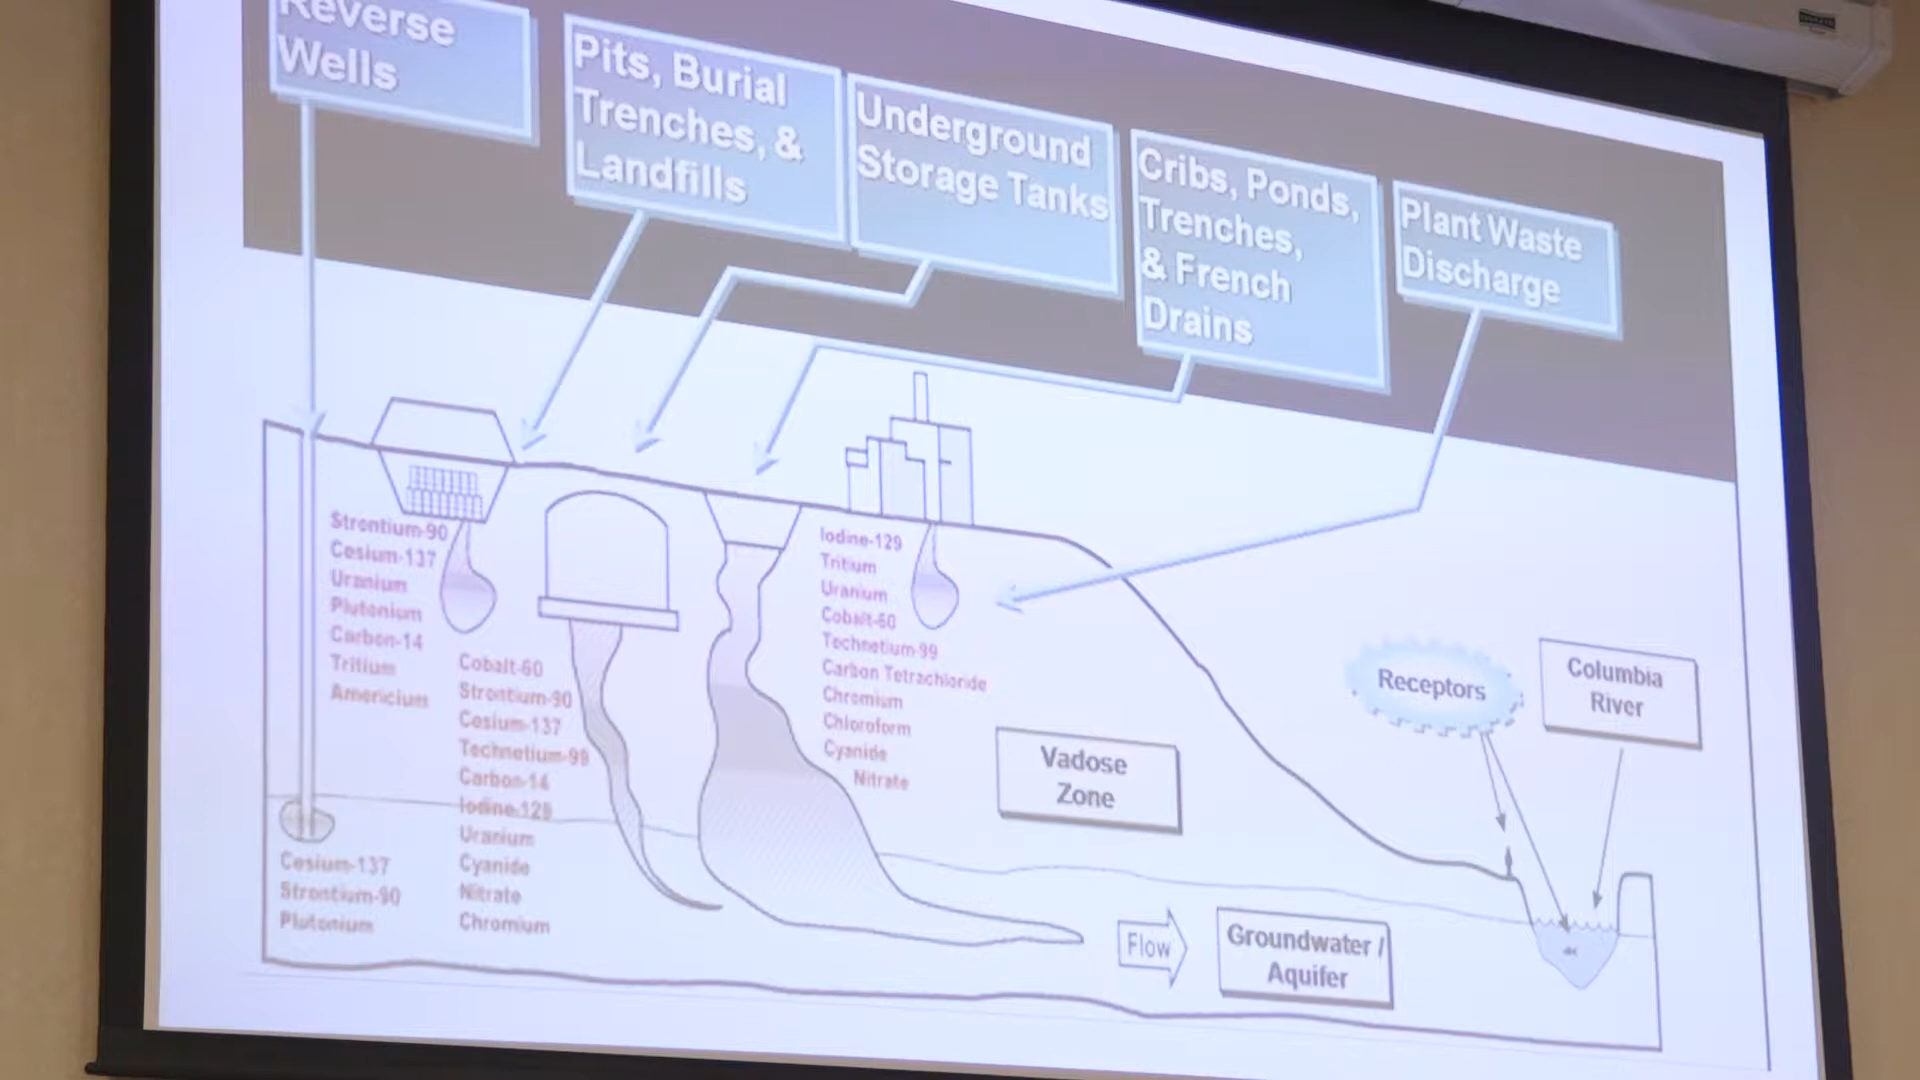 Reverse
Wells
Pits, Burial
Trenches, &
Landfills
Underground
Storage Tanks
Cribs, Ponds,
Trenches,
& French
Drains
Plant Waste
Discharge
Strontium-90
Cesium-137
Uranium
Plutonium
Carbon-14
Tritium
Americium
Cobalt-60
Strontium-90
Cesium-137
Technetium-99
Carbon-14
Iodine-129
Uranium
Cyanide
Nitrate
Chromium
Cesium-137
Strontium-90
Plutonium
Iodine-129
Tritium
Uranium
Cobalt-60
Technetium-99
Carbon Tetrachloride
Chromium
Chloroform
Cyanide
Nitrate
Vadose
Zone
Receptors
Columbia
River
Flow
Groundwater /
Aquifer